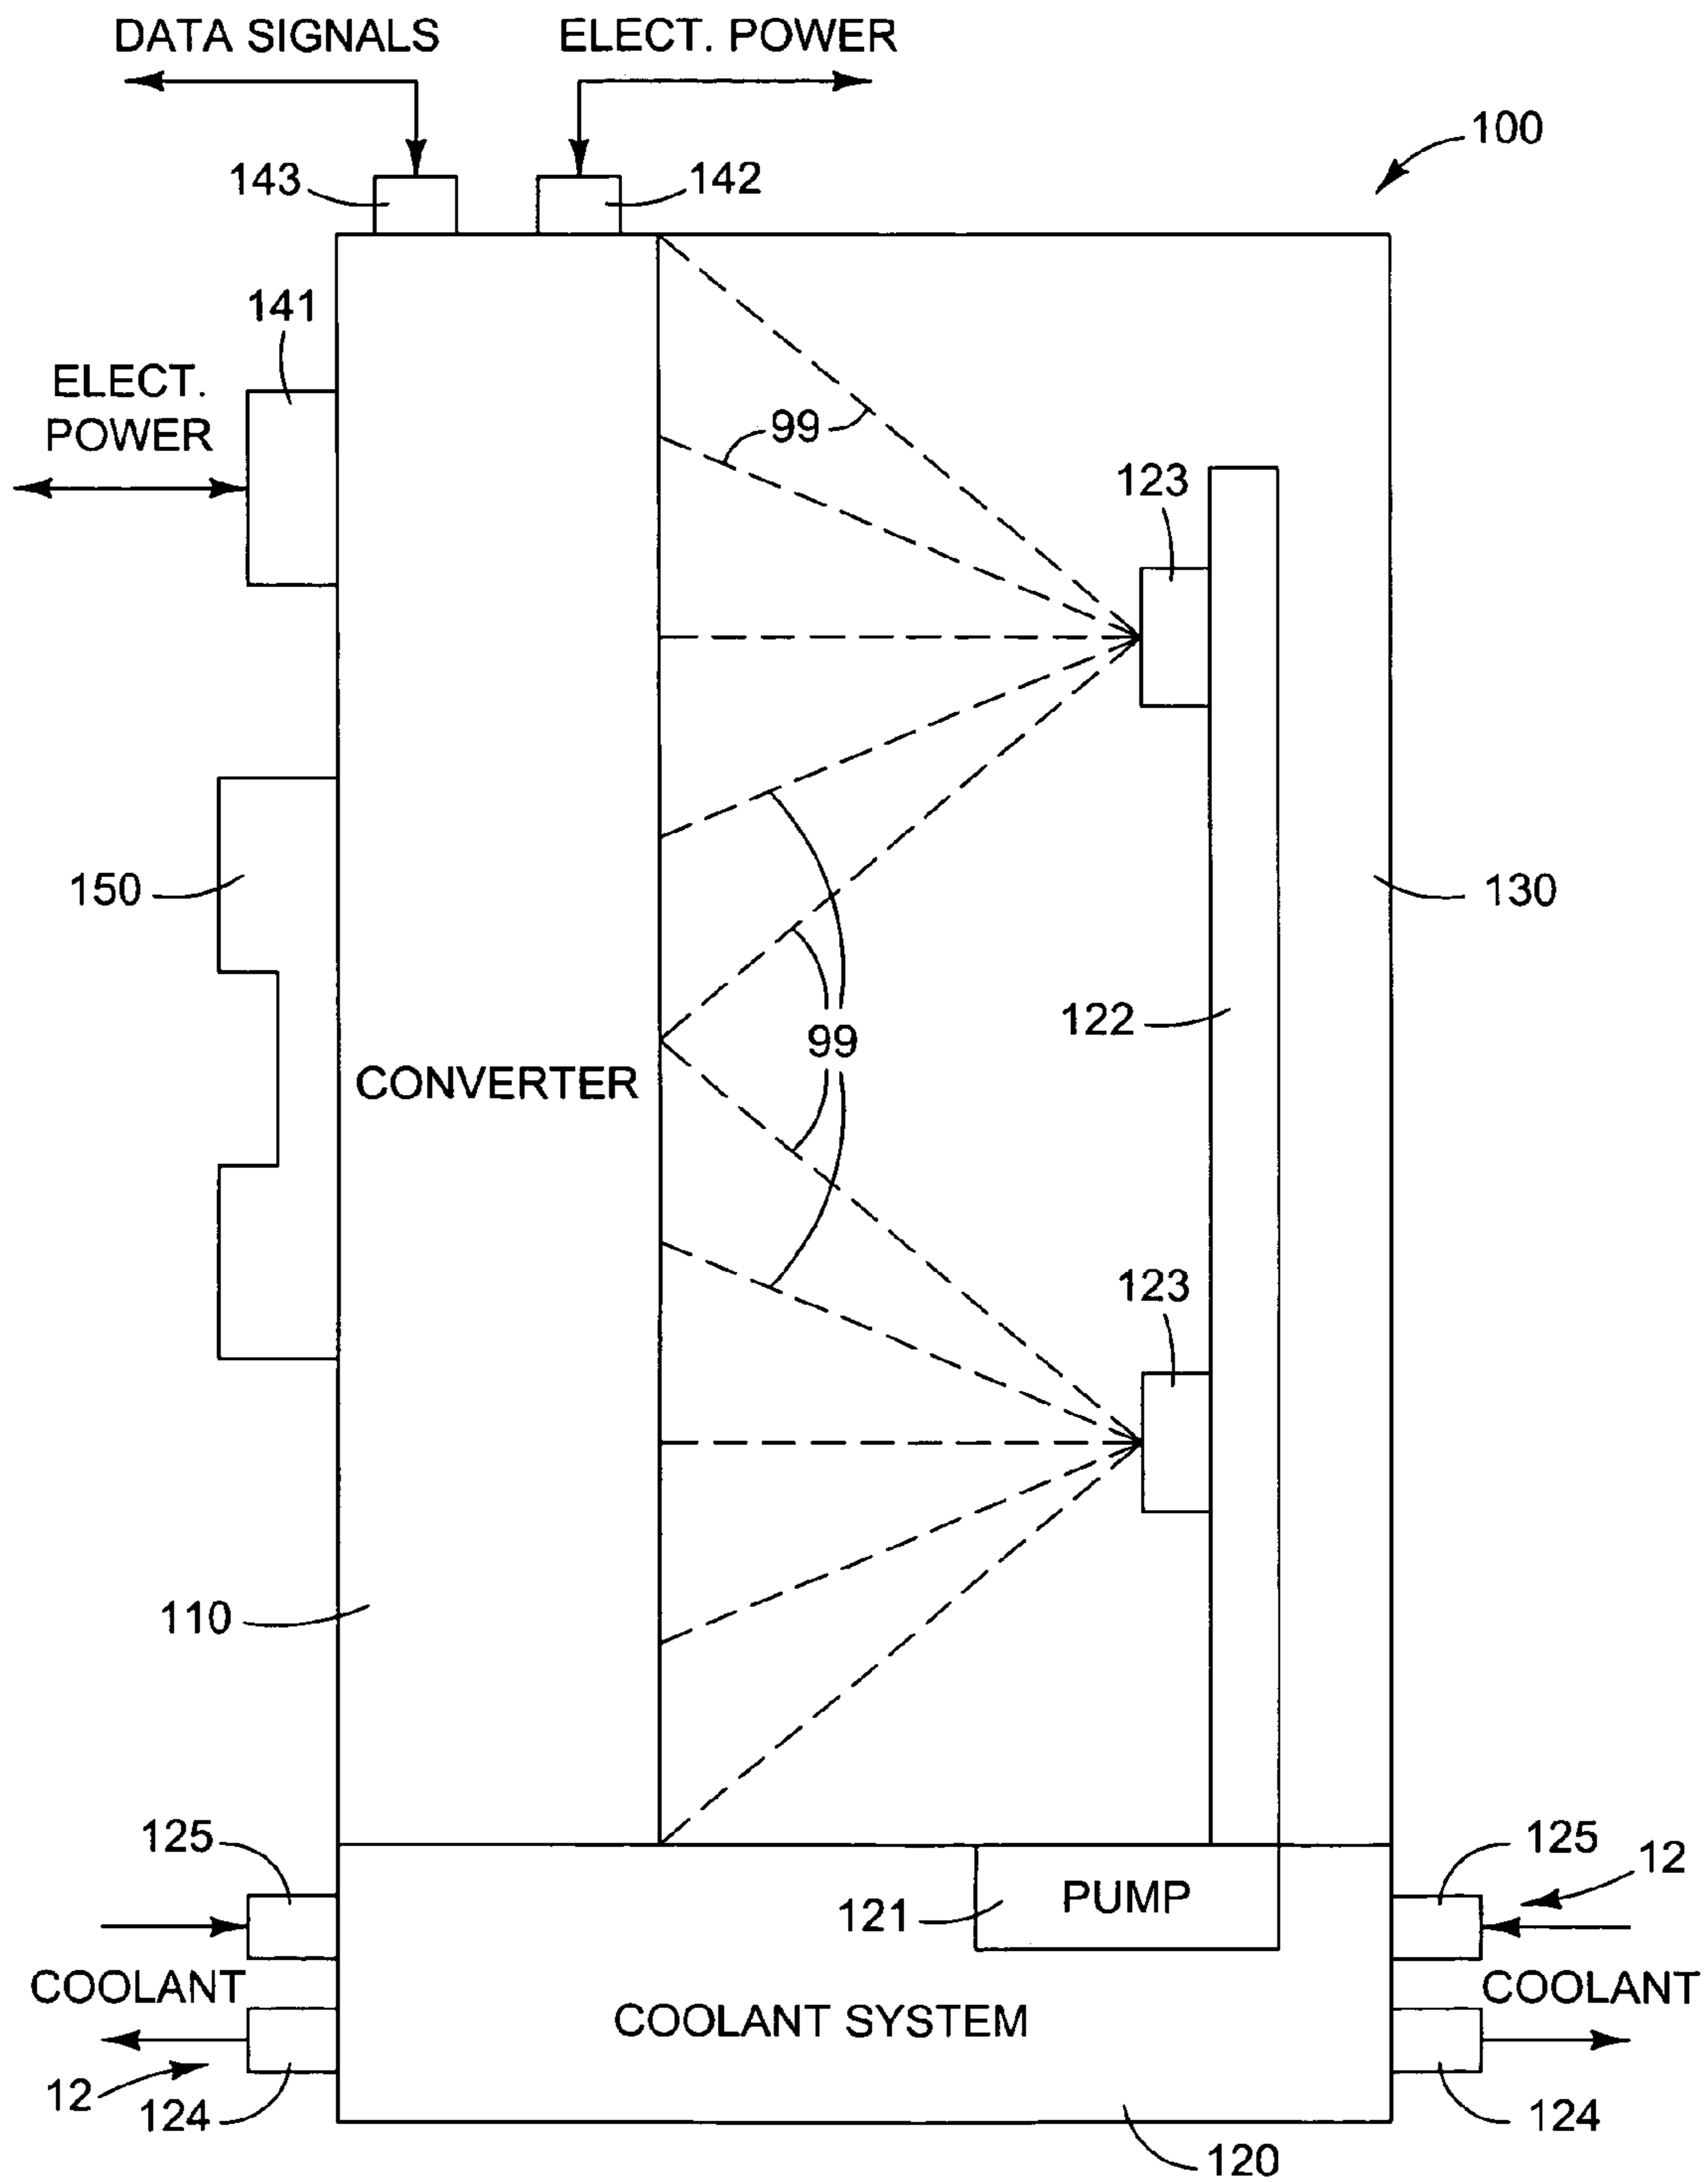 DATA SIGNALS
ELECT. POWER
100
143
142
141
ELECT.
POWER
99
123
150
130
122
99
CONVERTER
123
110
125
125
12
121
PUMP
COOLANT
COOLANT
COOLANT SYSTEM
12
124
124
120